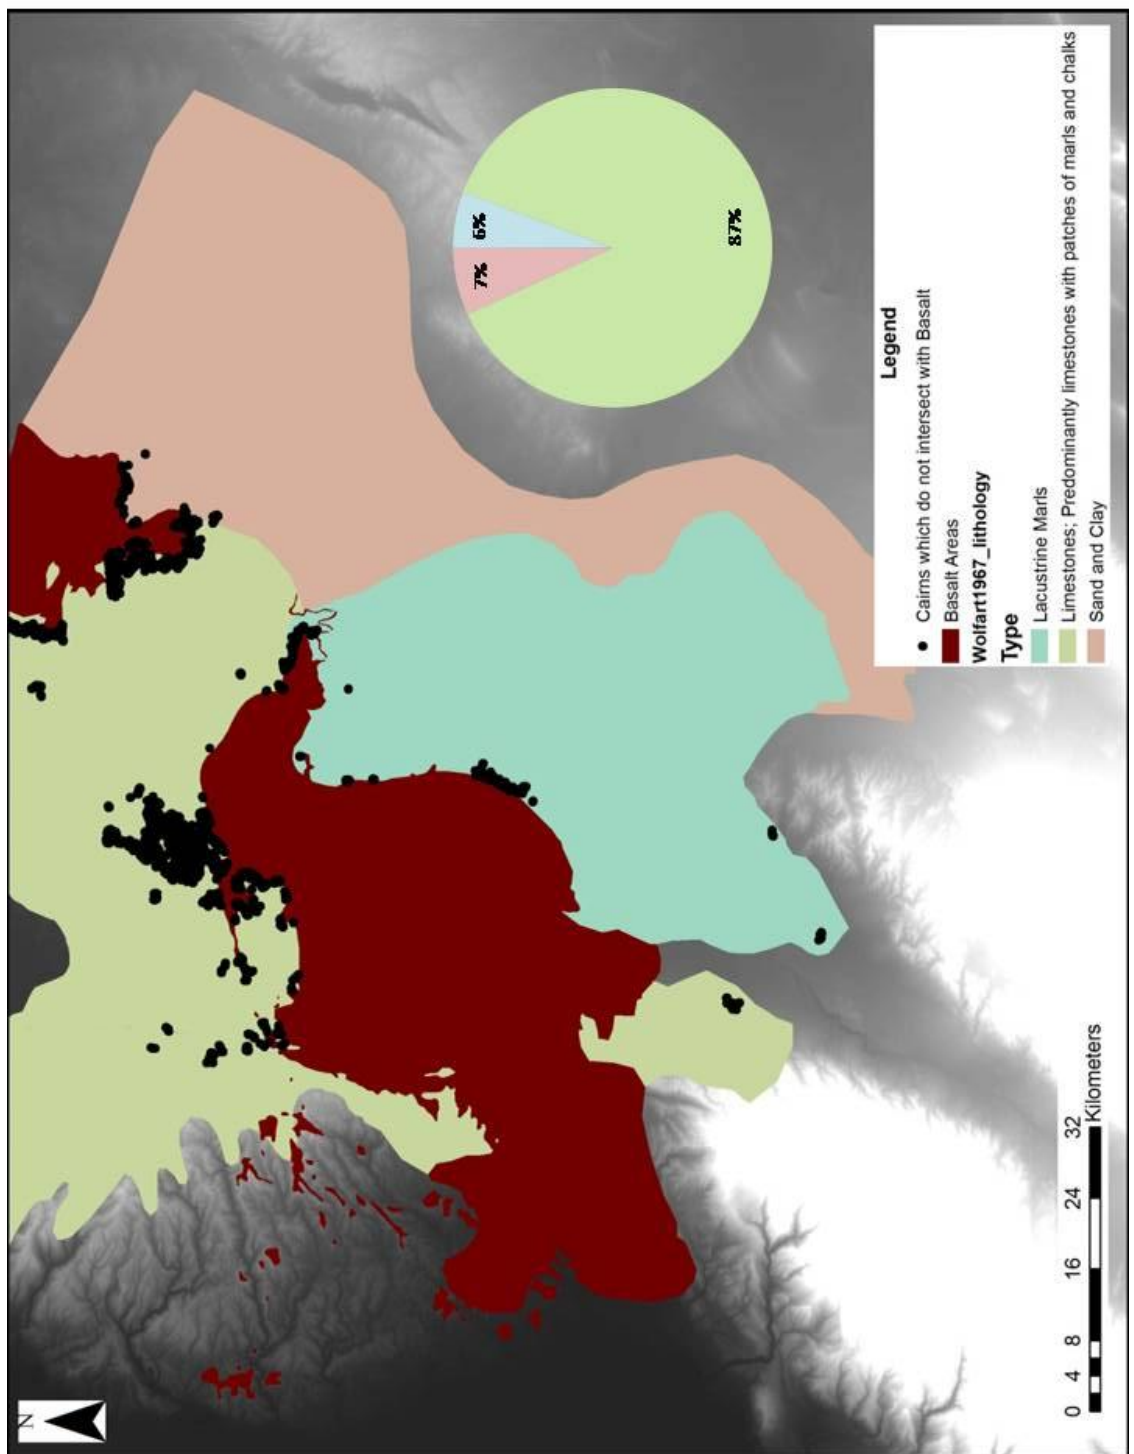 N
7%
6%
87%
Legend
Cairns which do not intersect with Basalt
Basalt Areas
Wolfart1967_lithology
Type
Lacustrine Marls
Limestones; Predominantly limestones with patches of marls and chalks
Sand and Clay
0 4 8 16 24 32
Kilometers